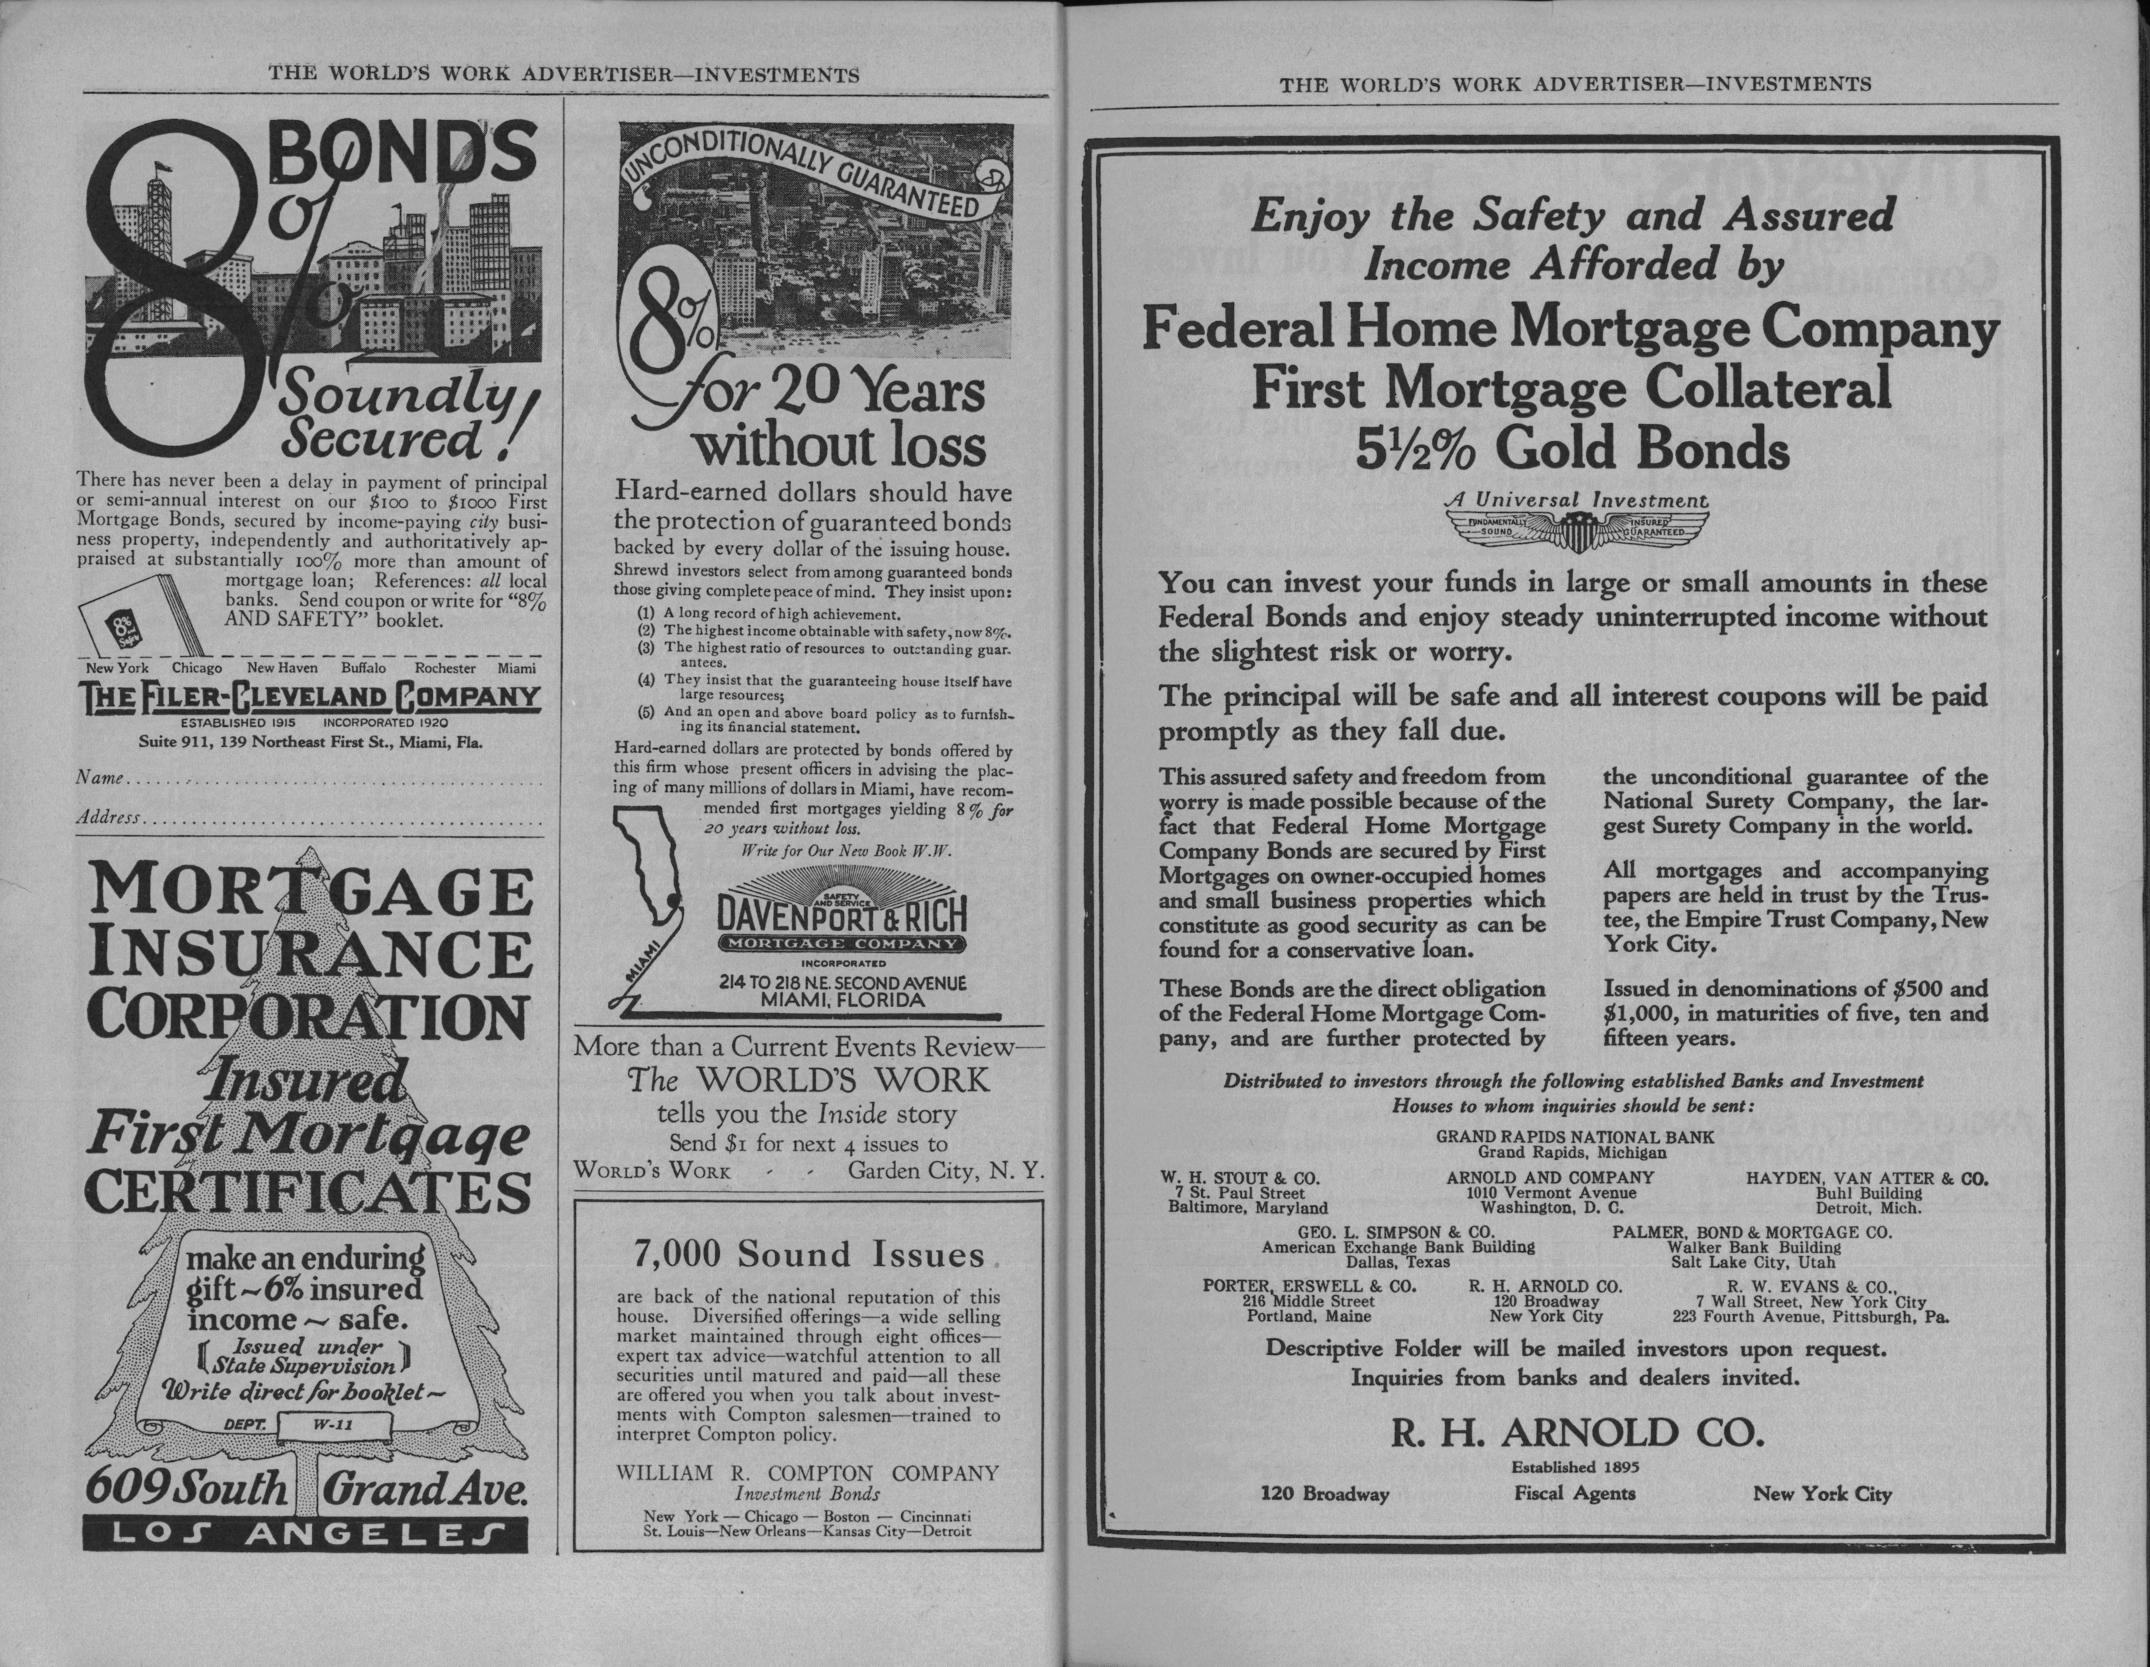 THE WORLD'S WORK ADVERTISER—INVESTMENTS
8% BONDS
Soundly
Secured!
There has never been a delay in payment of principal
or semi-annual interest on our $100 to $1000 First
Mortgage Bonds, secured by income-paying city busi-
ness property, independently and authoritatively ap-
praised at substantially 100% more than amount of
mortgage loan; References: all local
banks. Send coupon or write for "8%
AND SAFETY" booklet.
8% and Safety
New York Chicago New Haven Buffalo Rochester Miami
THE FILER-CLEVELAND COMPANY
ESTABLISHED 1915 INCORPORATED 1920
Suite 911, 139 Northeast First St., Miami, Fla.
Name
Address
MORTGAGE
INSURANCE
CORPORATION
Insured
First Mortgage
CERTIFICATES
make an enduring
gift ~ 6% insured
income ~ safe.
Issued under
State Supervision
Write direct for booklet ~
DEPT. W-11
609 South Grand Ave.
LOS ANGELES
UNCONDITIONALLY GUARANTEED
8%
for 20 Years
without loss
Hard-earned dollars should have
the protection of guaranteed bonds
backed by every dollar of the issuing house.
Shrewd investors select from among guaranteed bonds
those giving complete peace of mind. They insist upon:
(1) A long record of high achievement.
(2) The highest income obtainable with safety, now 8%.
(3) The highest ratio of resources to outstanding guar-
antees.
(4) They insist that the guaranteeing house itself have
large resources;
(5) And an open and above board policy as to furnish-
ing its financial statement.
Hard-earned dollars are protected by bonds offered by
this firm whose present officers in advising the plac-
ing of many millions of dollars in Miami, have recom-
mended first mortgages yielding 8% for
20 years without loss.
Write for Our New Book W.W.
SAFETY
AND SERVICE
DAVENPORT & RICH
MORTGAGE COMPANY
INCORPORATED
214 TO 218 N.E. SECOND AVENUE
MIAMI, FLORIDA
MIAMI
More than a Current Events Review—
The WORLD'S WORK
tells you the Inside story
Send $1 for next 4 issues to
WORLD'S WORK - - Garden City, N. Y.
7,000 Sound Issues
are back of the national reputation of this
house. Diversified offerings—a wide selling
market maintained through eight offices—
expert tax advice—watchful attention to all
securities until matured and paid—all these
are offered you when you talk about invest-
ments with Compton salesmen—trained to
interpret Compton policy.
WILLIAM R. COMPTON COMPANY
Investment Bonds
New York — Chicago — Boston — Cincinnati
St. Louis—New Orleans—Kansas City—Detroit
THE WORLD'S WORK ADVERTISER—INVESTMENTS
Enjoy the Safety and Assured
Income Afforded by
Federal Home Mortgage Company
First Mortgage Collateral
5½% Gold Bonds
A Universal Investment
FUNDAMENTALLY SOUND INSURED GUARANTEED
You can invest your funds in large or small amounts in these
Federal Bonds and enjoy steady uninterrupted income without
the slightest risk or worry.
The principal will be safe and all interest coupons will be paid
promptly as they fall due.
This assured safety and freedom from
worry is made possible because of the
fact that Federal Home Mortgage
Company Bonds are secured by First
Mortgages on owner-occupied homes
and small business properties which
constitute as good security as can be
found for a conservative loan.
These Bonds are the direct obligation
of the Federal Home Mortgage Com-
pany, and are further protected by
the unconditional guarantee of the
National Surety Company, the lar-
gest Surety Company in the world.
All mortgages and accompanying
papers are held in trust by the Trus-
tee, the Empire Trust Company, New
York City.
Issued in denominations of $500 and
$1,000, in maturities of five, ten and
fifteen years.
Distributed to investors through the following established Banks and Investment
Houses to whom inquiries should be sent:
GRAND RAPIDS NATIONAL BANK
Grand Rapids, Michigan
W. H. STOUT & CO.
7 St. Paul Street
Baltimore, Maryland
ARNOLD AND COMPANY
1010 Vermont Avenue
Washington, D. C.
HAYDEN, VAN ATTER & CO.
Buhl Building
Detroit, Mich.
GEO. L. SIMPSON & CO.
American Exchange Bank Building
Dallas, Texas
PALMER, BOND & MORTGAGE CO.
Walker Bank Building
Salt Lake City, Utah
PORTER, ERSWELL & CO.
216 Middle Street
Portland, Maine
R. H. ARNOLD CO.
120 Broadway
New York City
R. W. EVANS & CO.,
7 Wall Street, New York City
223 Fourth Avenue, Pittsburgh, Pa.
Descriptive Folder will be mailed investors upon request.
Inquiries from banks and dealers invited.
R. H. ARNOLD CO.
Established 1895
120 Broadway Fiscal Agents New York City